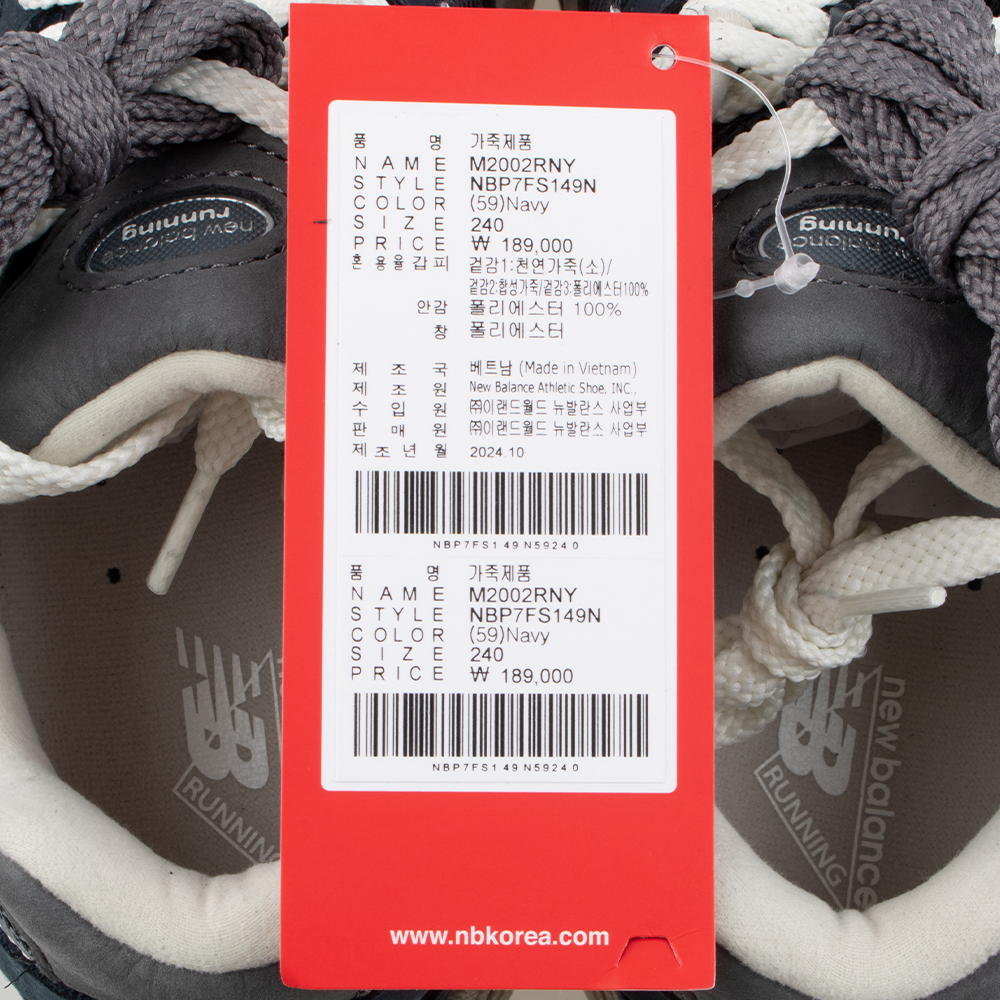 품 명 가죽제품
NAME M2002RNY
STYLE NBP7FS149N
COLOR (59)Navy
SIZE 240
PRICE ₩ 189,000
혼용율갑피 겉감1:천연가죽(소)/
겉감2:합성가죽/겉감3:폴리에스터100%
안감 폴리에스터 100%
창 폴리에스터
제 조 국 베트남 (Made in Vietnam)
제 조 원 New Balance Athletic Shoe, INC.,
수 입 원 ㈜이랜드월드 뉴발란스 사업부
판 매 원 ㈜이랜드월드 뉴발란스 사업부
제조년월 2024.10
NBP7FS149N59240
품 명 가죽제품
NAME M2002RNY
STYLE NBP7FS149N
COLOR (59)Navy
SIZE 240
PRICE ₩ 189,000
NBP7FS149N59240
www.nbkorea.com
new balance
running
running
RUNNING
new balance
RUNNING